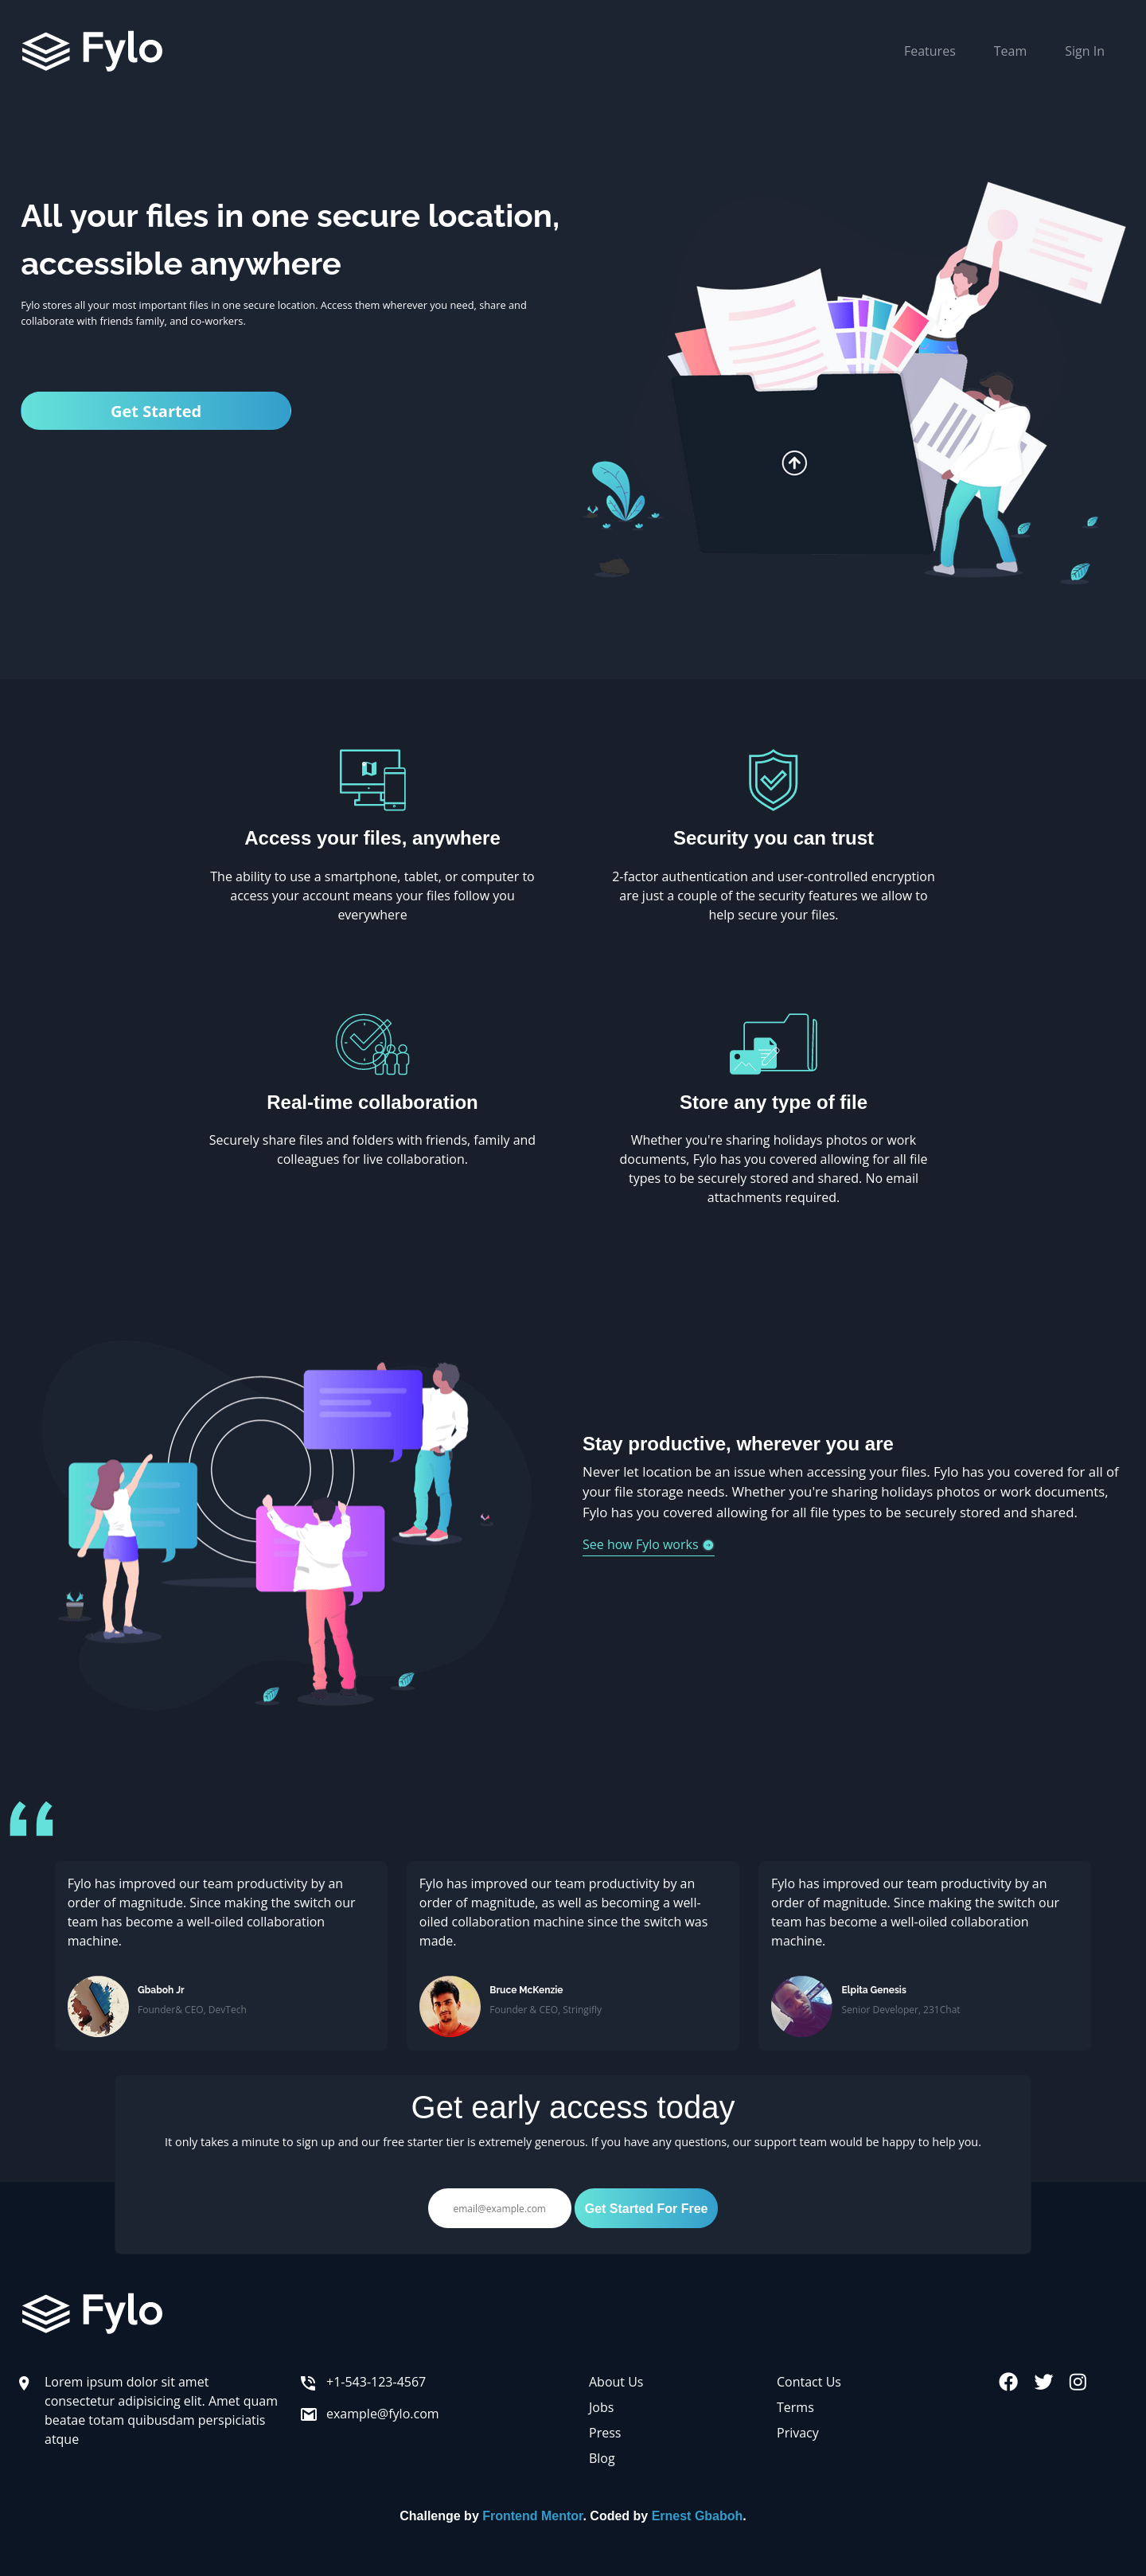 Fylo
Features Team Sign In
All your files in one secure location,
accessible anywhere
Fylo stores all your most important files in one secure location. Access them wherever you need, share and
collaborate with friends family, and co-workers.
Get Started
Access your files, anywhere
The ability to use a smartphone, tablet, or computer to
access your account means your files follow you
everywhere
Security you can trust
2-factor authentication and user-controlled encryption
are just a couple of the security features we allow to
help secure your files.
Real-time collaboration
Securely share files and folders with friends, family and
colleagues for live collaboration.
Store any type of file
Whether you're sharing holidays photos or work
documents, Fylo has you covered allowing for all file
types to be securely stored and shared. No email
attachments required.
Stay productive, wherever you are
Never let location be an issue when accessing your files. Fylo has you covered for all of
your file storage needs. Whether you're sharing holidays photos or work documents,
Fylo has you covered allowing for all file types to be securely stored and shared.
See how Fylo works
“
Fylo has improved our team productivity by an
order of magnitude. Since making the switch our
team has become a well-oiled collaboration
machine.
Gbaboh Jr
Founder& CEO, DevTech
Fylo has improved our team productivity by an
order of magnitude, as well as becoming a well-
oiled collaboration machine since the switch was
made.
Bruce McKenzie
Founder & CEO, Stringifly
Fylo has improved our team productivity by an
order of magnitude. Since making the switch our
team has become a well-oiled collaboration
machine.
Elpita Genesis
Senior Developer, 231Chat
Get early access today
It only takes a minute to sign up and our free starter tier is extremely generous. If you have any questions, our support team would be happy to help you.
email@example.com
Get Started For Free
Fylo
Lorem ipsum dolor sit amet
consectetur adipisicing elit. Amet quam
beatae totam quibusdam perspiciatis
atque
+1-543-123-4567
example@fylo.com
About Us
Jobs
Press
Blog
Contact Us
Terms
Privacy
Challenge by Frontend Mentor. Coded by Ernest Gbaboh.